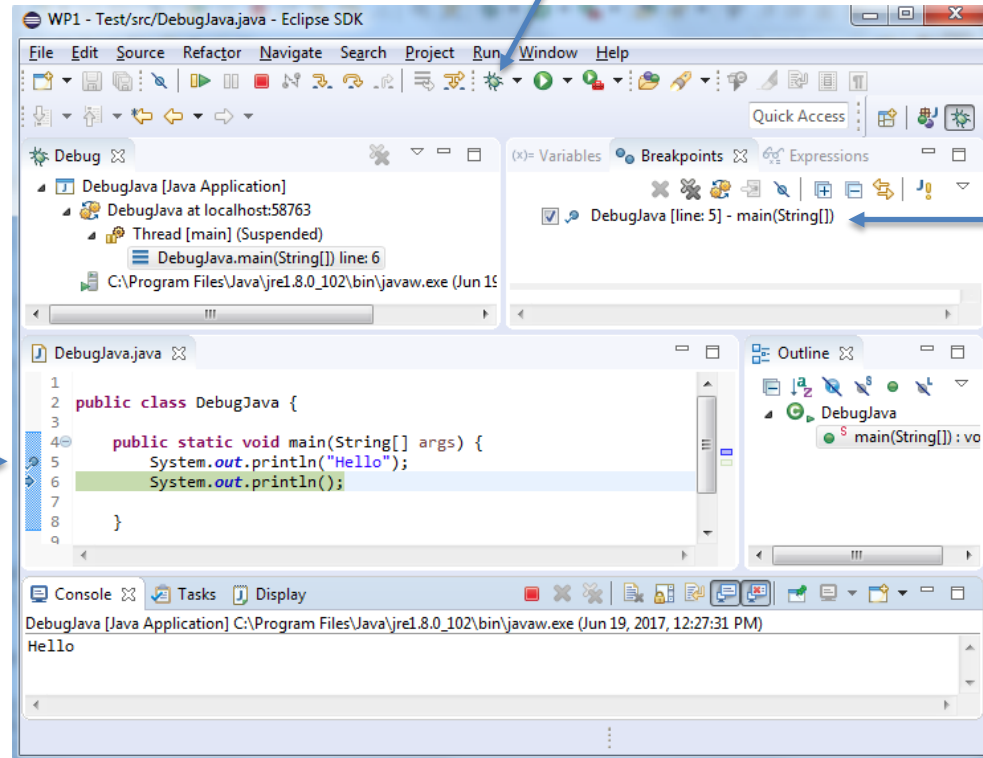 WP1 - Test/src/DebugJava.java - Eclipse SDK
File Edit Source Refactor Navigate Search Project Run Window Help
Quick Access
Debug
DebugJava [Java Application]
DebugJava at localhost:58763
Thread [main] (Suspended)
DebugJava.main(String[]) line: 6
C:\Program Files\Java\jre1.8.0_102\bin\javaw.exe (Jun 19
(x)= Variables Breakpoints Expressions
DebugJava [line: 5] - main(String[])
DebugJava.java
1
2 public class DebugJava {
3
4 public static void main(String[] args) {
5 System.out.println("Hello");
6 System.out.println();
7
8 }
9
Outline
DebugJava
main(String[]) : vo
Console Tasks Display
DebugJava [Java Application] C:\Program Files\Java\jre1.8.0_102\bin\javaw.exe (Jun 19, 2017, 12:27:31 PM)
Hello